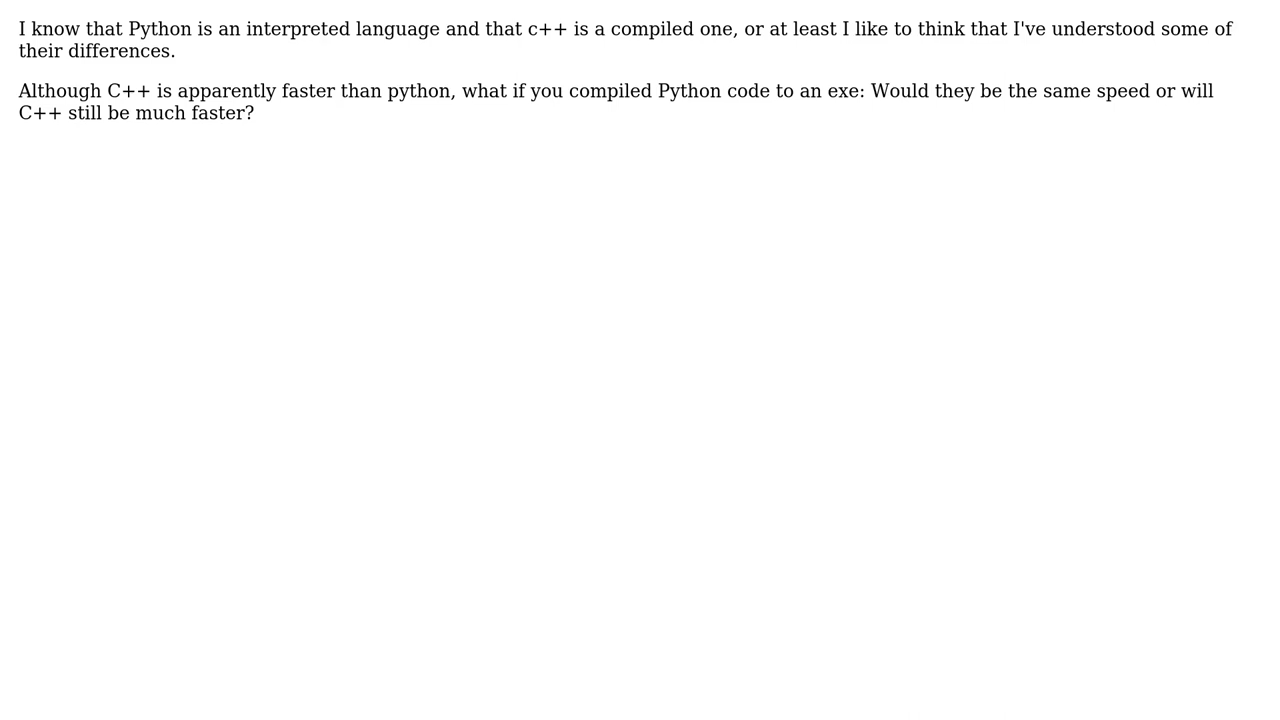 I know that Python is an interpreted language and that c++ is a compiled one, or at least I like to think that I've understood some of
their differences.
Although C++ is apparently faster than python, what if you compiled Python code to an exe: Would they be the same speed or will
C++ still be much faster?